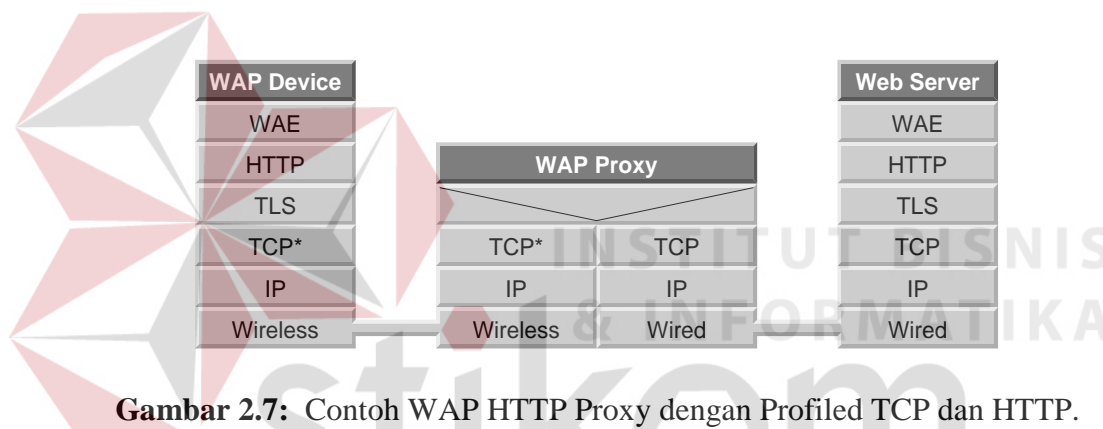 WAP Device
WAE
HTTP
TLS
TCP*
IP
Wireless
WAP Proxy
TCP* TCP
IP IP
Wireless Wired
Web Server
WAE
HTTP
TLS
TCP
IP
Wired
INSTITUT BISNIS
& INFORMATIKA
stikom
Gambar 2.7: Contoh WAP HTTP Proxy dengan Profiled TCP dan HTTP.